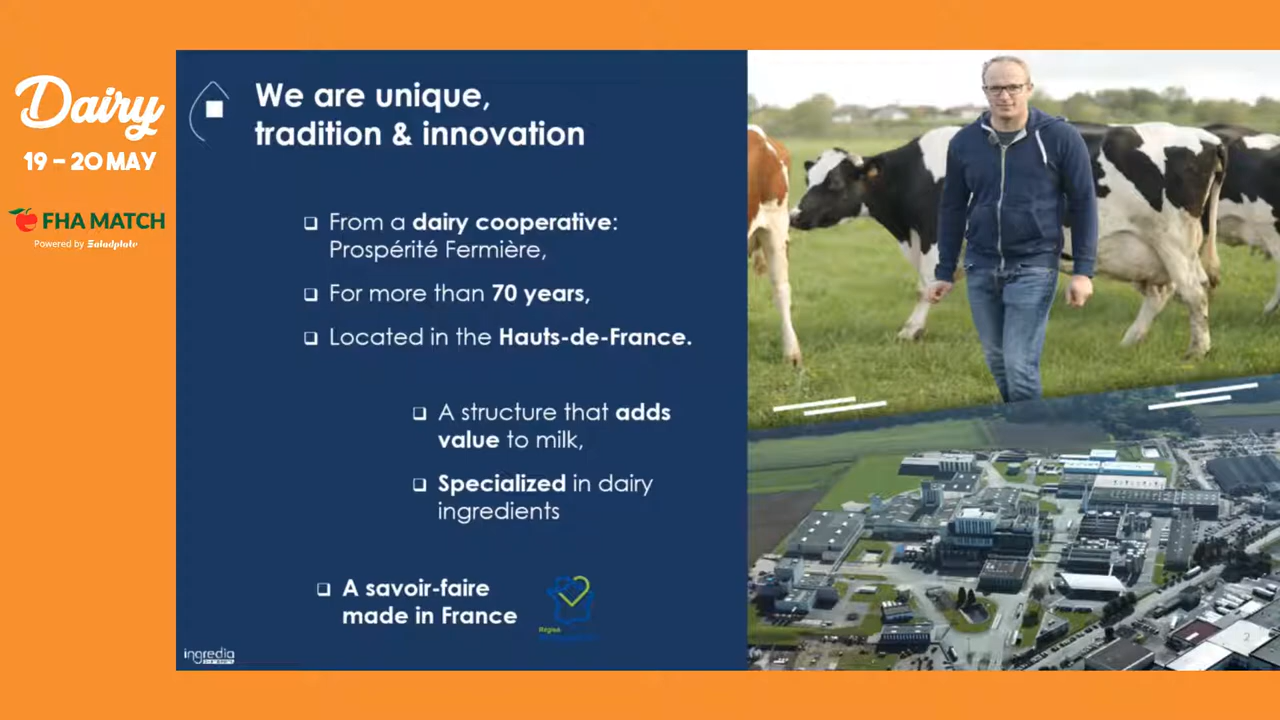 Dairy
19 – 20 MAY
FHA MATCH
Powered by Saladplate
We are unique,
tradition & innovation
❑ From a dairy cooperative:
Prospérité Fermière,
❑ For more than 70 years,
❑ Located in the Hauts-de-France.
❑ A structure that adds
value to milk,
❑ Specialized in dairy
ingredients
❑ A savoir-faire
made in France
Région
ingredia
2